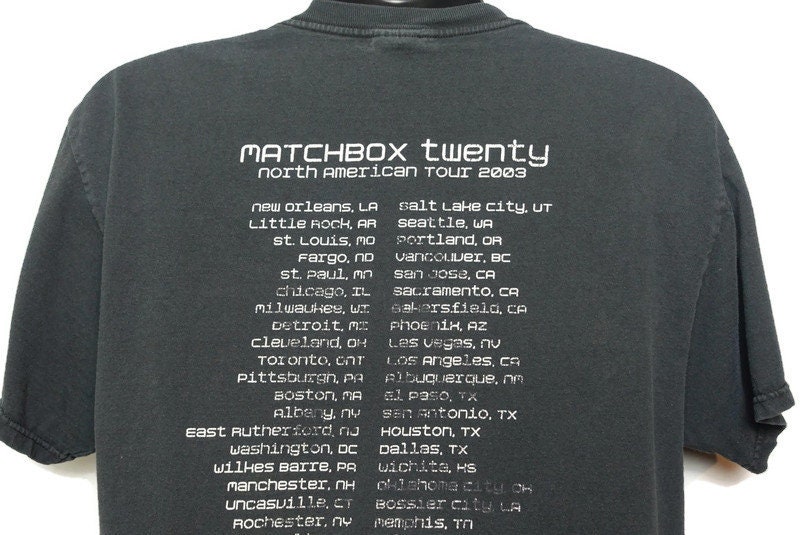 MATCHBOX twenty
north American Tour 2003
new orleans, LA
Little Rock, AR
St. Louis, MO
Fargo, ND
St. Paul, MN
Chicago, IL
milwaukee, WI
Detroit, MI
Cleveland, OH
Toronto, ONT
Pittsburgh, PA
Boston, MA
Albany, NY
East Rutherford, NJ
washington, DC
wilkes Barre, PA
manchester, NH
uncasville, CT
Rochester, NY
Salt Lake City, UT
Seattle, WA
Portland, OR
vancouver, BC
San Jose, CA
Sacramento, CA
Bakersfield, CA
Phoenix, AZ
Las vegas, NV
Los Angeles, CA
Albuquerque, NM
El Paso, TX
San Antonio, TX
Houston, TX
Dallas, TX
wichita, KS
oklahoma City, OK
Bossier City, LA
memphis, TN